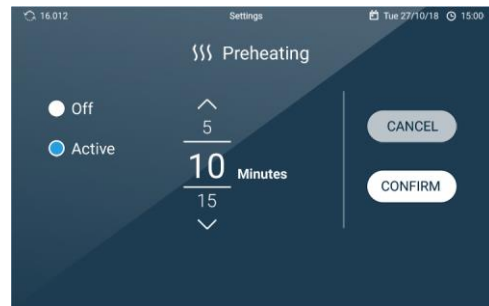 16.012 Settings Tue 27/10/18 15:00
Preheating
Off
Active
5
10 Minutes
15
CANCEL
CONFIRM